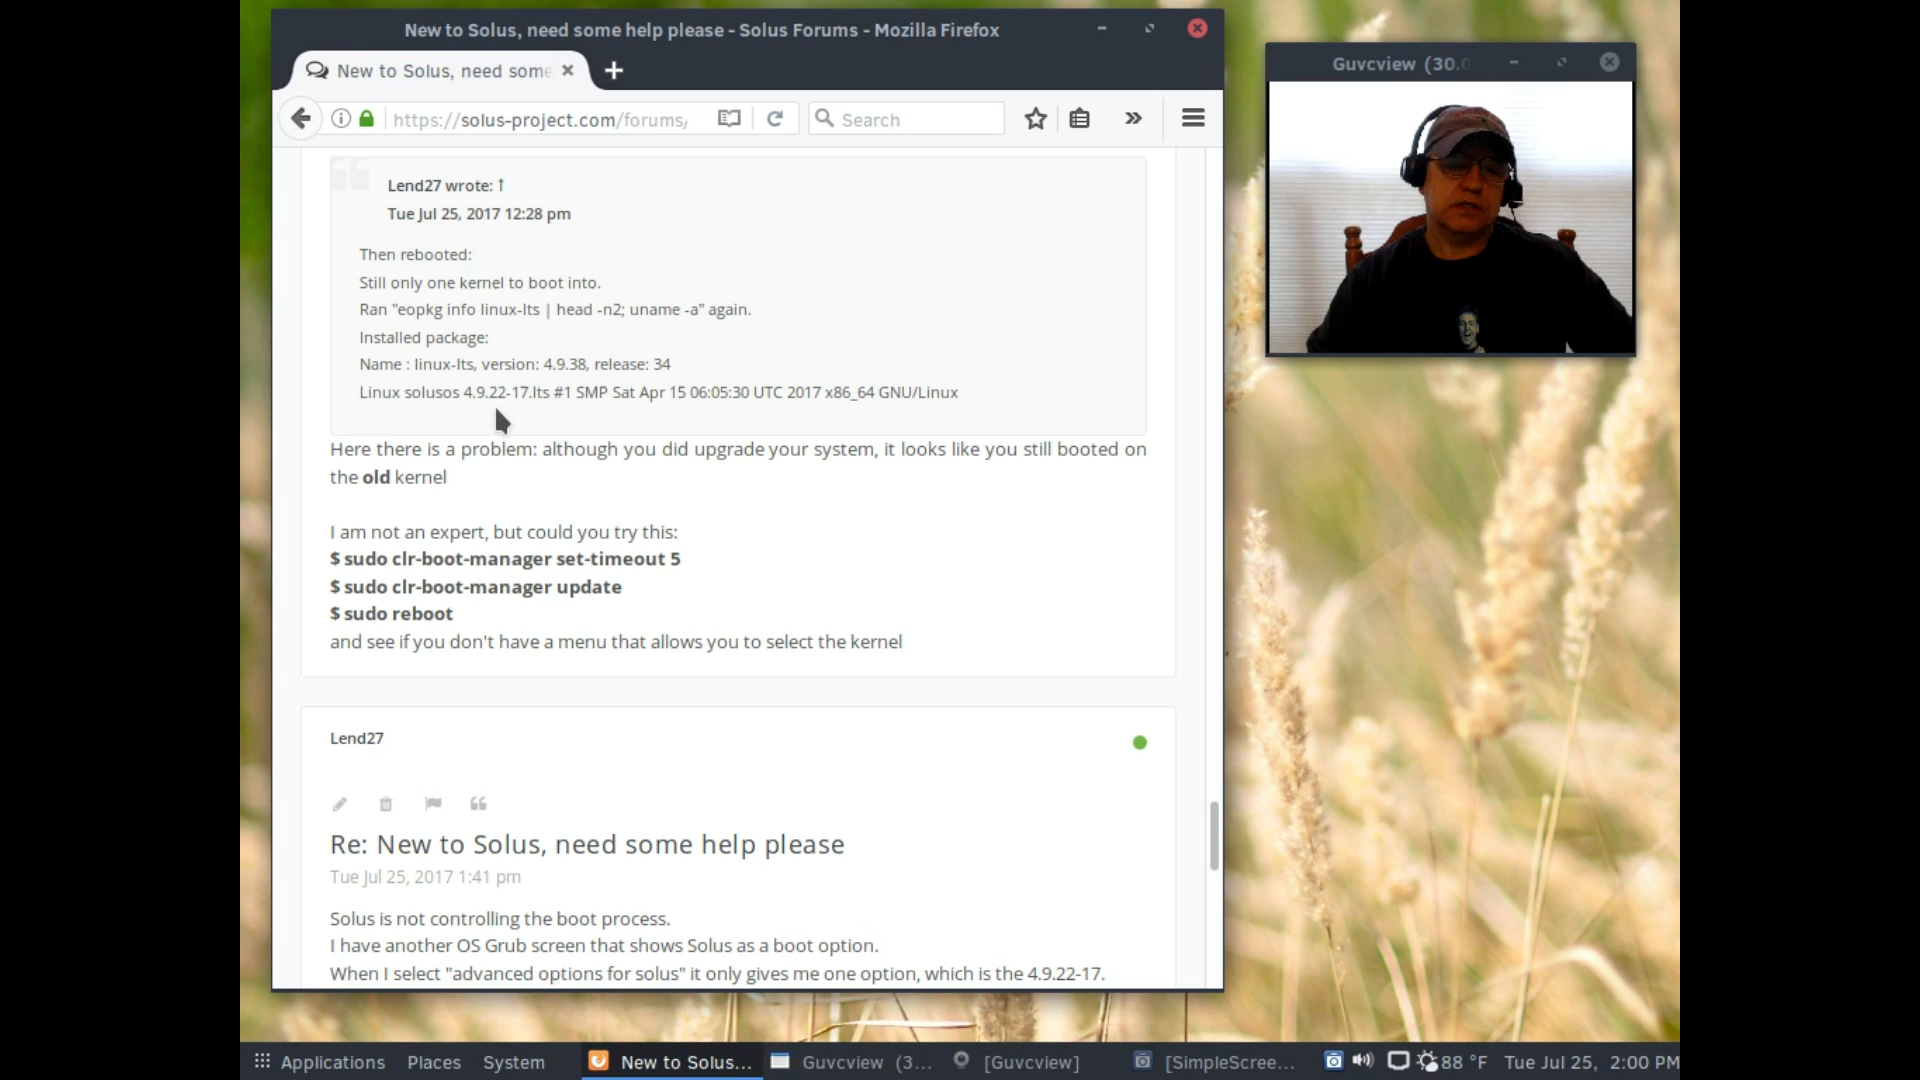 New to Solus, need some help please - Solus Forums - Mozilla Firefox
New to Solus, need some
https://solus-project.com/forums/
Search
Lend27 wrote: ↑
Tue Jul 25, 2017 12:28 pm
Then rebooted:
Still only one kernel to boot into.
Ran "eopkg info linux-lts | head -n2; uname -a" again.
Installed package:
Name : linux-lts, version: 4.9.38, release: 34
Linux solusos 4.9.22-17.lts #1 SMP Sat Apr 15 06:05:30 UTC 2017 x86_64 GNU/Linux
Here there is a problem: although you did upgrade your system, it looks like you still booted on
the old kernel
I am not an expert, but could you try this:
$ sudo clr-boot-manager set-timeout 5
$ sudo clr-boot-manager update
$ sudo reboot
and see if you don't have a menu that allows you to select the kernel
Lend27
Re: New to Solus, need some help please
Tue Jul 25, 2017 1:41 pm
Solus is not controlling the boot process.
I have another OS Grub screen that shows Solus as a boot option.
When I select "advanced options for solus" it only gives me one option, which is the 4.9.22-17.
Guvcview (30.0
Applications Places System New to Solus... Guvcview (3... [Guvcview] [SimpleScree... 88 °F Tue Jul 25, 2:00 PM